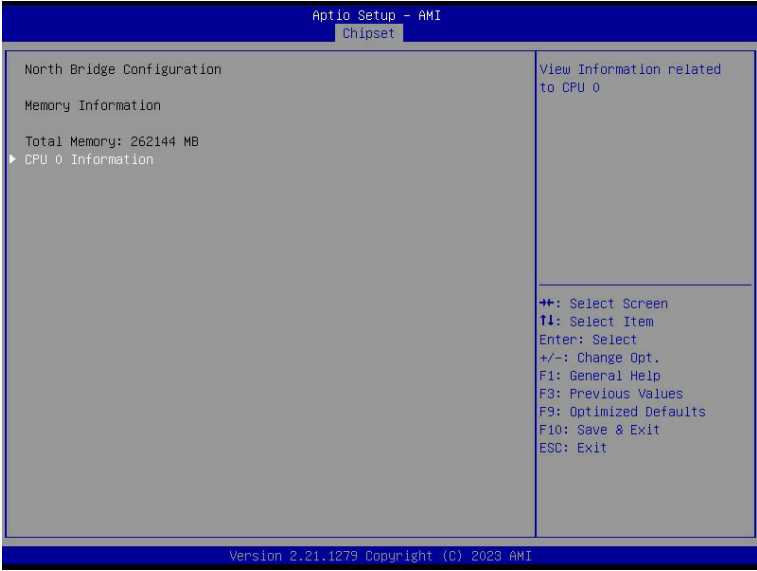 Aptio Setup – AMI
Chipset
North Bridge Configuration
Memory Information
Total Memory: 262144 MB
CPU 0 Information
View Information related
to CPU 0
→←: Select Screen
↑↓: Select Item
Enter: Select
+/-: Change Opt.
F1: General Help
F3: Previous Values
F9: Optimized Defaults
F10: Save & Exit
ESC: Exit
Version 2.21.1279 Copyright (C) 2023 AMI